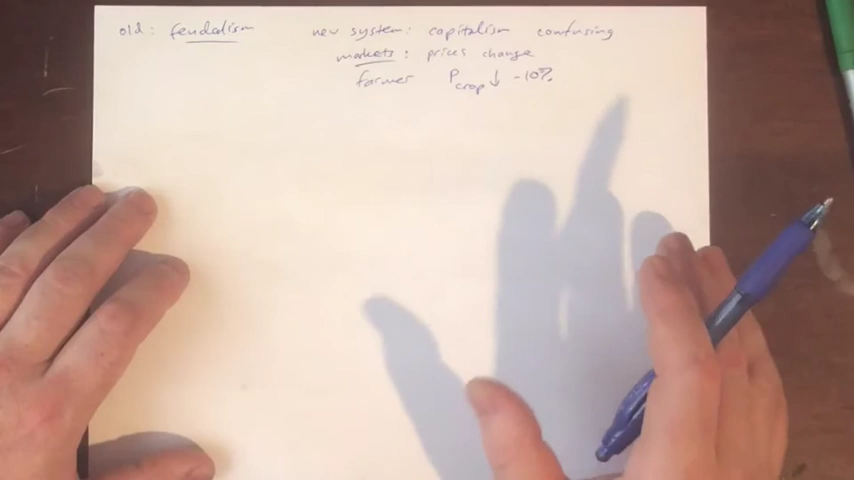 old: feudalism new system: capitalism confusing
markets: prices change
farmer P crop ↓ -10%